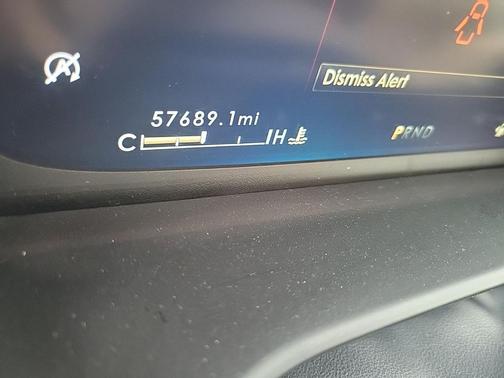 A
Dismiss Alert
57689.1mi
C H
PRND